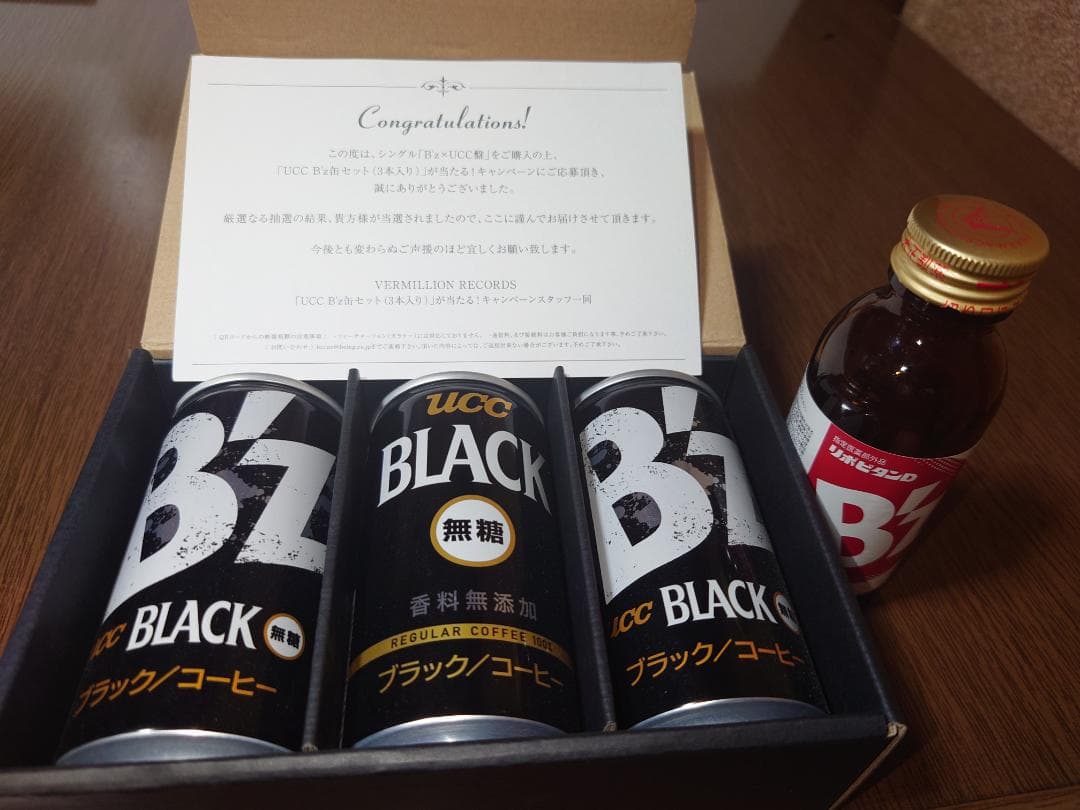 Congratulations!
この度は、シングル「B'z×UCC盤」をご購入の上、
「UCC B'z缶セット（3本入り）」が当たる！キャンペーンにご応募頂き、
誠にありがとうございました。
厳選なる抽選の結果、貴方様が当選されましたので、ここに謹んでお届けさせて頂きます。
今後とも変わらぬご声援のほど宜しくお願い致します。
VERMILLION RECORDS
「UCC B'z缶セット（3本入り）」が当たる！キャンペーンスタッフ一同
B'z
UCC BLACK 無糖
ブラック/コーヒー
UCC
BLACK
無糖
香料無添加
REGULAR COFFEE 100%
ブラック/コーヒー
B'z
UCC BLACK
ブラック/コーヒー
指定医薬部外品
リポビタンD
B'z